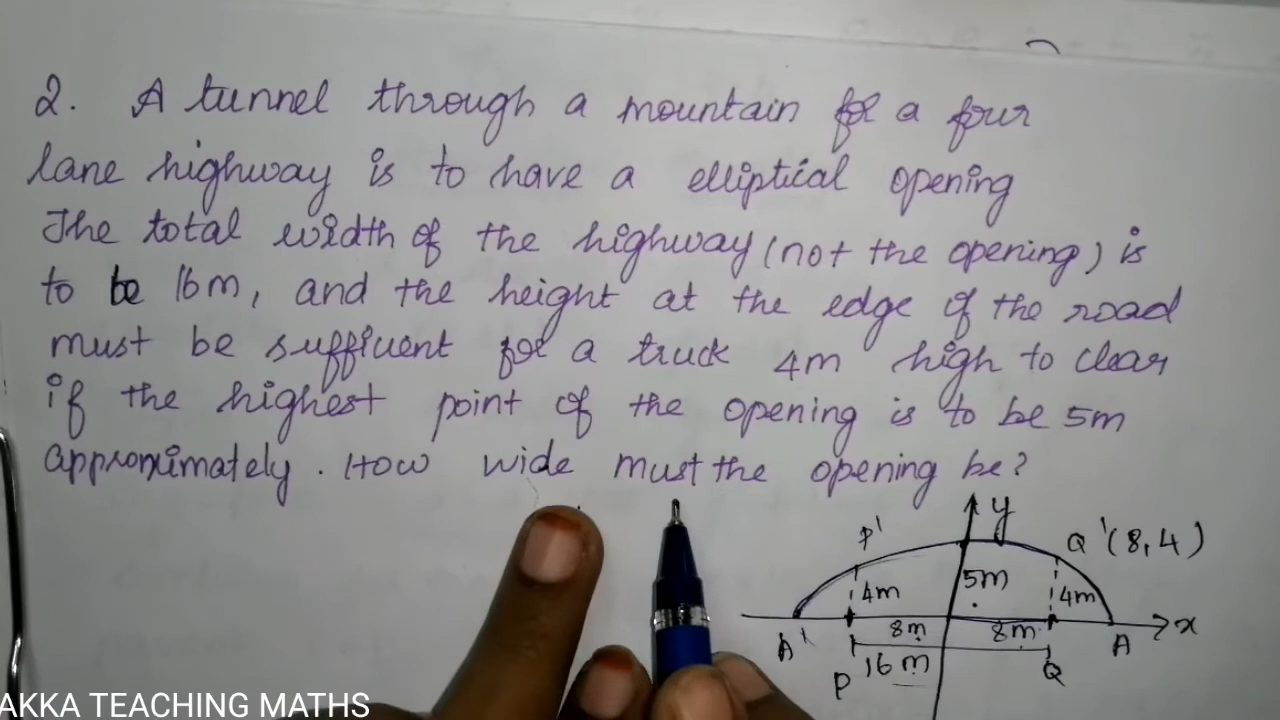 2. A tunnel through a mountain for a four
lane highway is to have a elliptical opening
The total width of the highway (not the opening) is
to be 16m, and the height at the edge of the road
must be suffiuent for a truck 4m high to clear
if the highest point of the opening is to be 5m
approximately. How wide must the opening be?
y
P' Q'(8,4)
4m 5m 4m
A' 8m 8m A x
P 16m Q
AKKA TEACHING MATHS